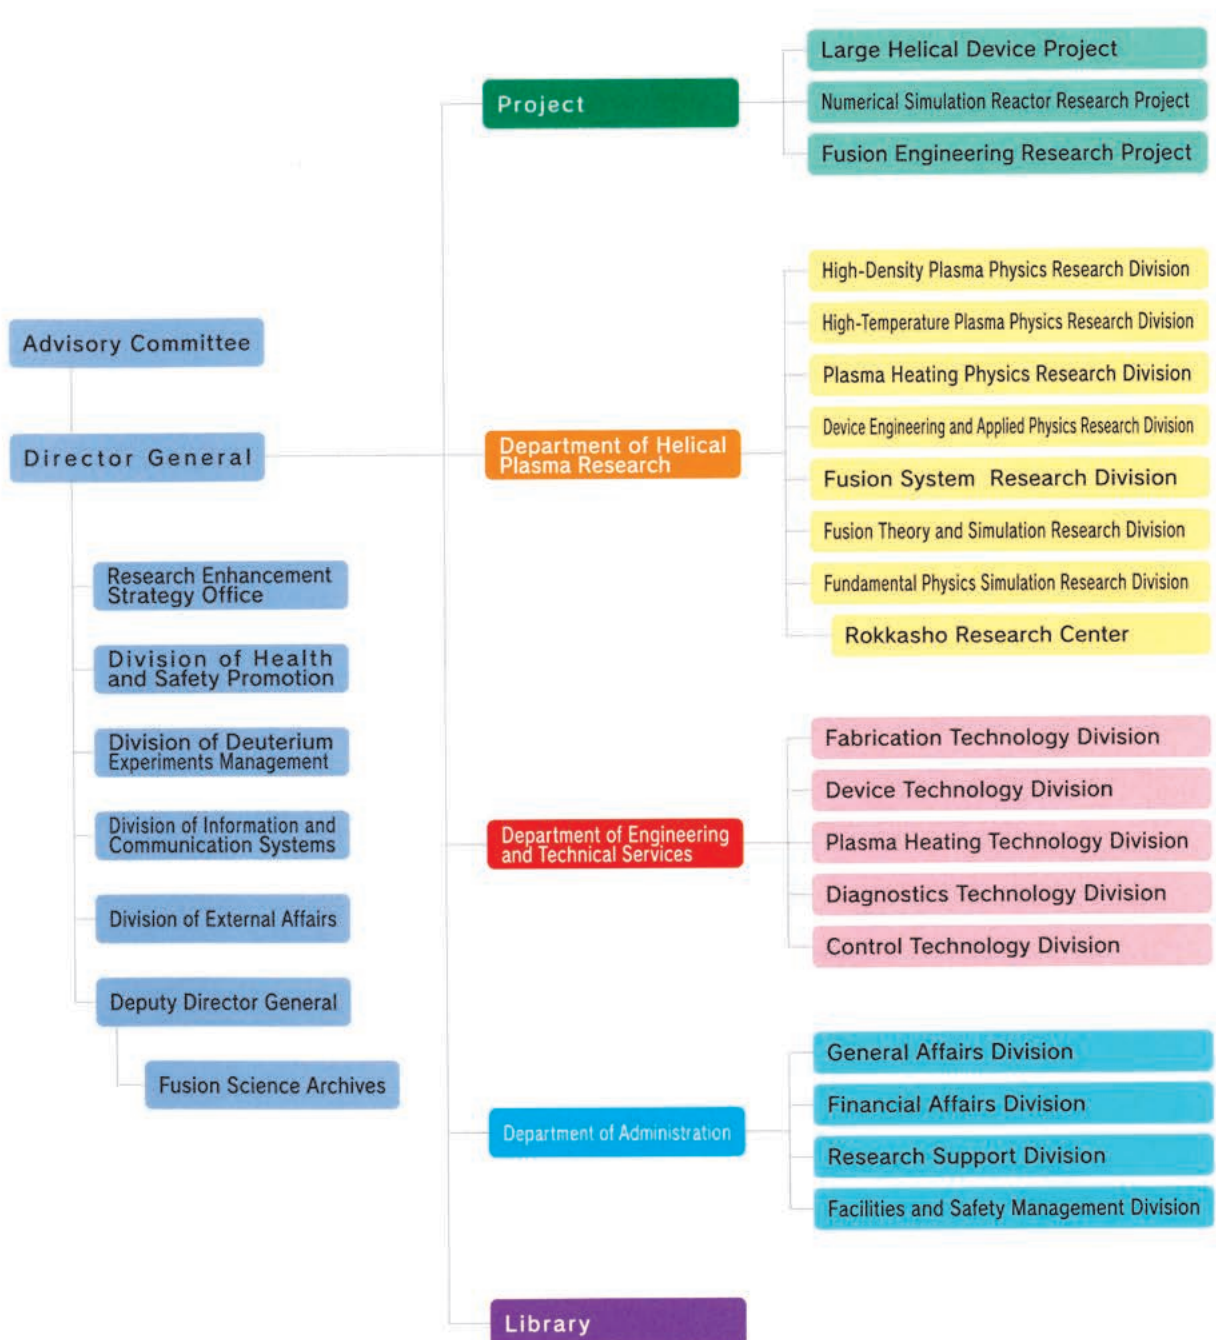 Project
Large Helical Device Project
Numerical Simulation Reactor Research Project
Fusion Engineering Research Project
Advisory Committee
Director General
Research Enhancement
Strategy Office
Division of Health
and Safety Promotion
Division of Deuterium
Experiments Management
Division of Information and
Communication Systems
Division of External Affairs
Deputy Director General
Fusion Science Archives
Department of Helical
Plasma Research
High-Density Plasma Physics Research Division
High-Temperature Plasma Physics Research Division
Plasma Heating Physics Research Division
Device Engineering and Applied Physics Research Division
Fusion System Research Division
Fusion Theory and Simulation Research Division
Fundamental Physics Simulation Research Division
Rokkasho Research Center
Department of Engineering
and Technical Services
Fabrication Technology Division
Device Technology Division
Plasma Heating Technology Division
Diagnostics Technology Division
Control Technology Division
Department of Administration
General Affairs Division
Financial Affairs Division
Research Support Division
Facilities and Safety Management Division
Library